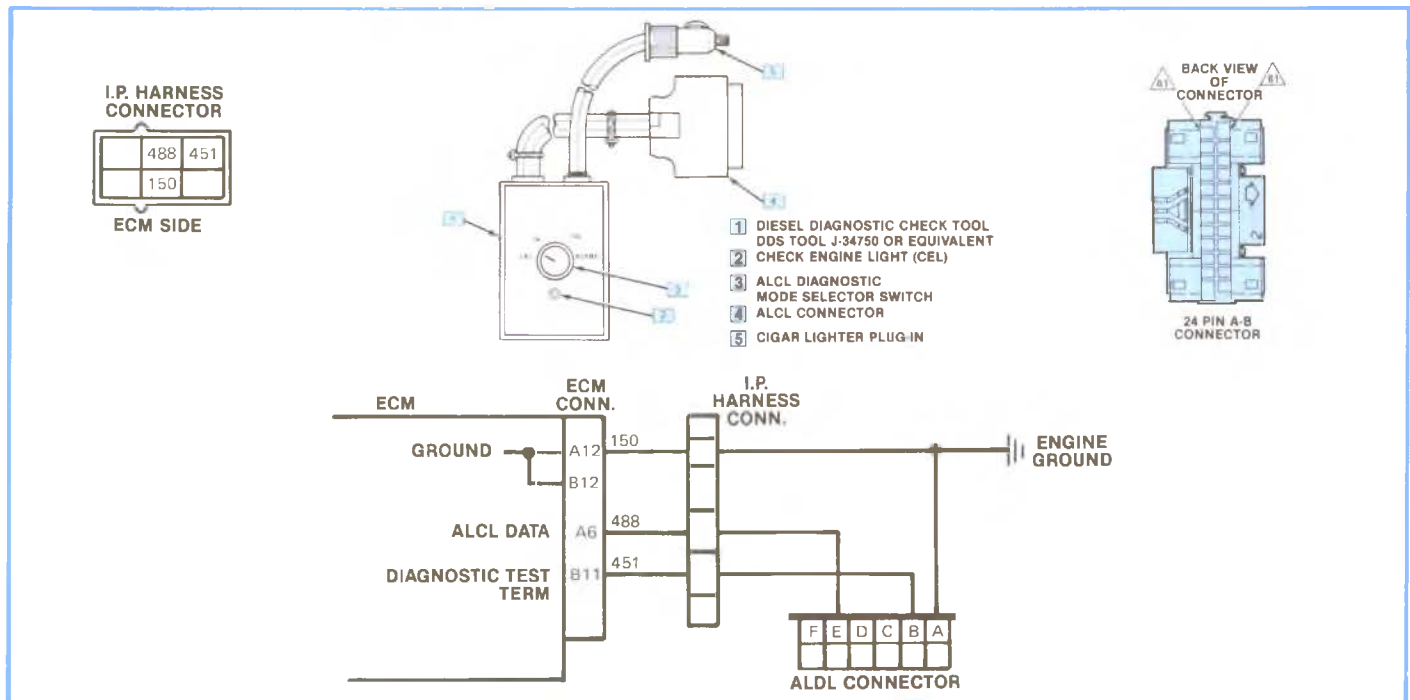 I.P. HARNESS
CONNECTOR
488 451
150
ECM SIDE
1 DIESEL DIAGNOSTIC CHECK TOOL
DDS TOOL J-34750 OR EQUIVALENT
2 CHECK ENGINE LIGHT (CEL)
3 ALCL DIAGNOSTIC
MODE SELECTOR SWITCH
4 ALCL CONNECTOR
5 CIGAR LIGHTER PLUG-IN
BACK VIEW
OF
CONNECTOR
B1
2
24 PIN A-B
CONNECTOR
ECM
ECM
CONN.
I.P.
HARNESS
CONN.
GROUND
A12
150
B12
ENGINE
GROUND
ALCL DATA
A6
488
DIAGNOSTIC TEST
TERM
B11
451
F E D C B A
ALDL CONNECTOR